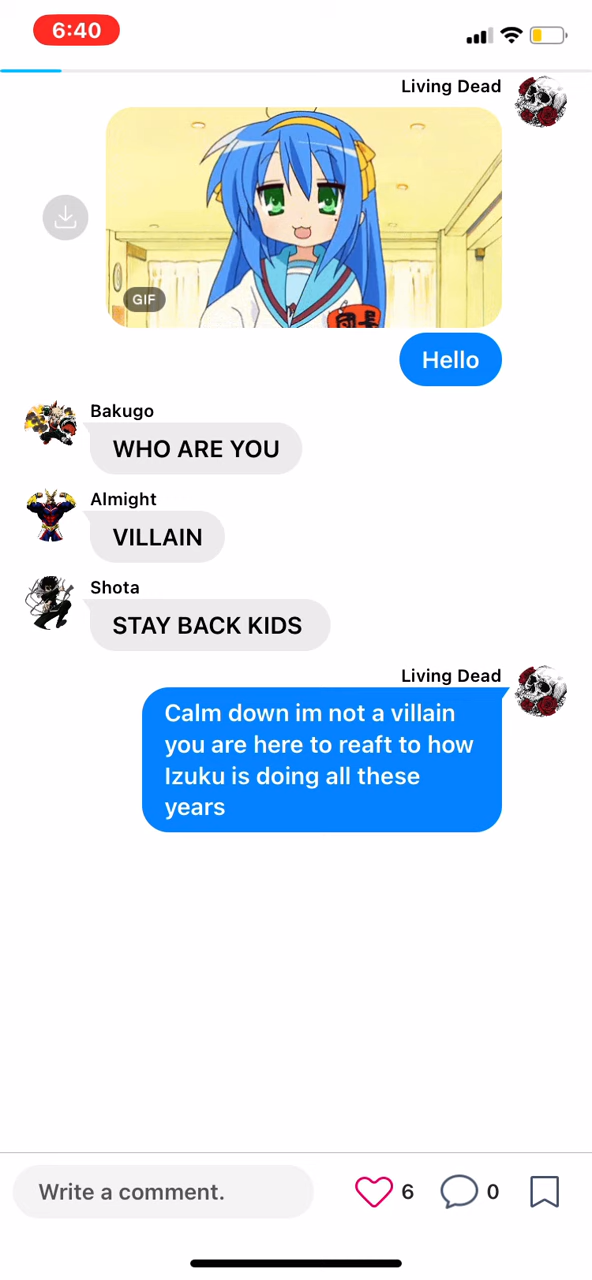 6:40
Living Dead
GIF
団長
Hello
Bakugo
WHO ARE YOU
Almight
VILLAIN
Shota
STAY BACK KIDS
Living Dead
Calm down im not a villain
you are here to reaft to how
Izuku is doing all these
years
Write a comment.
6
0